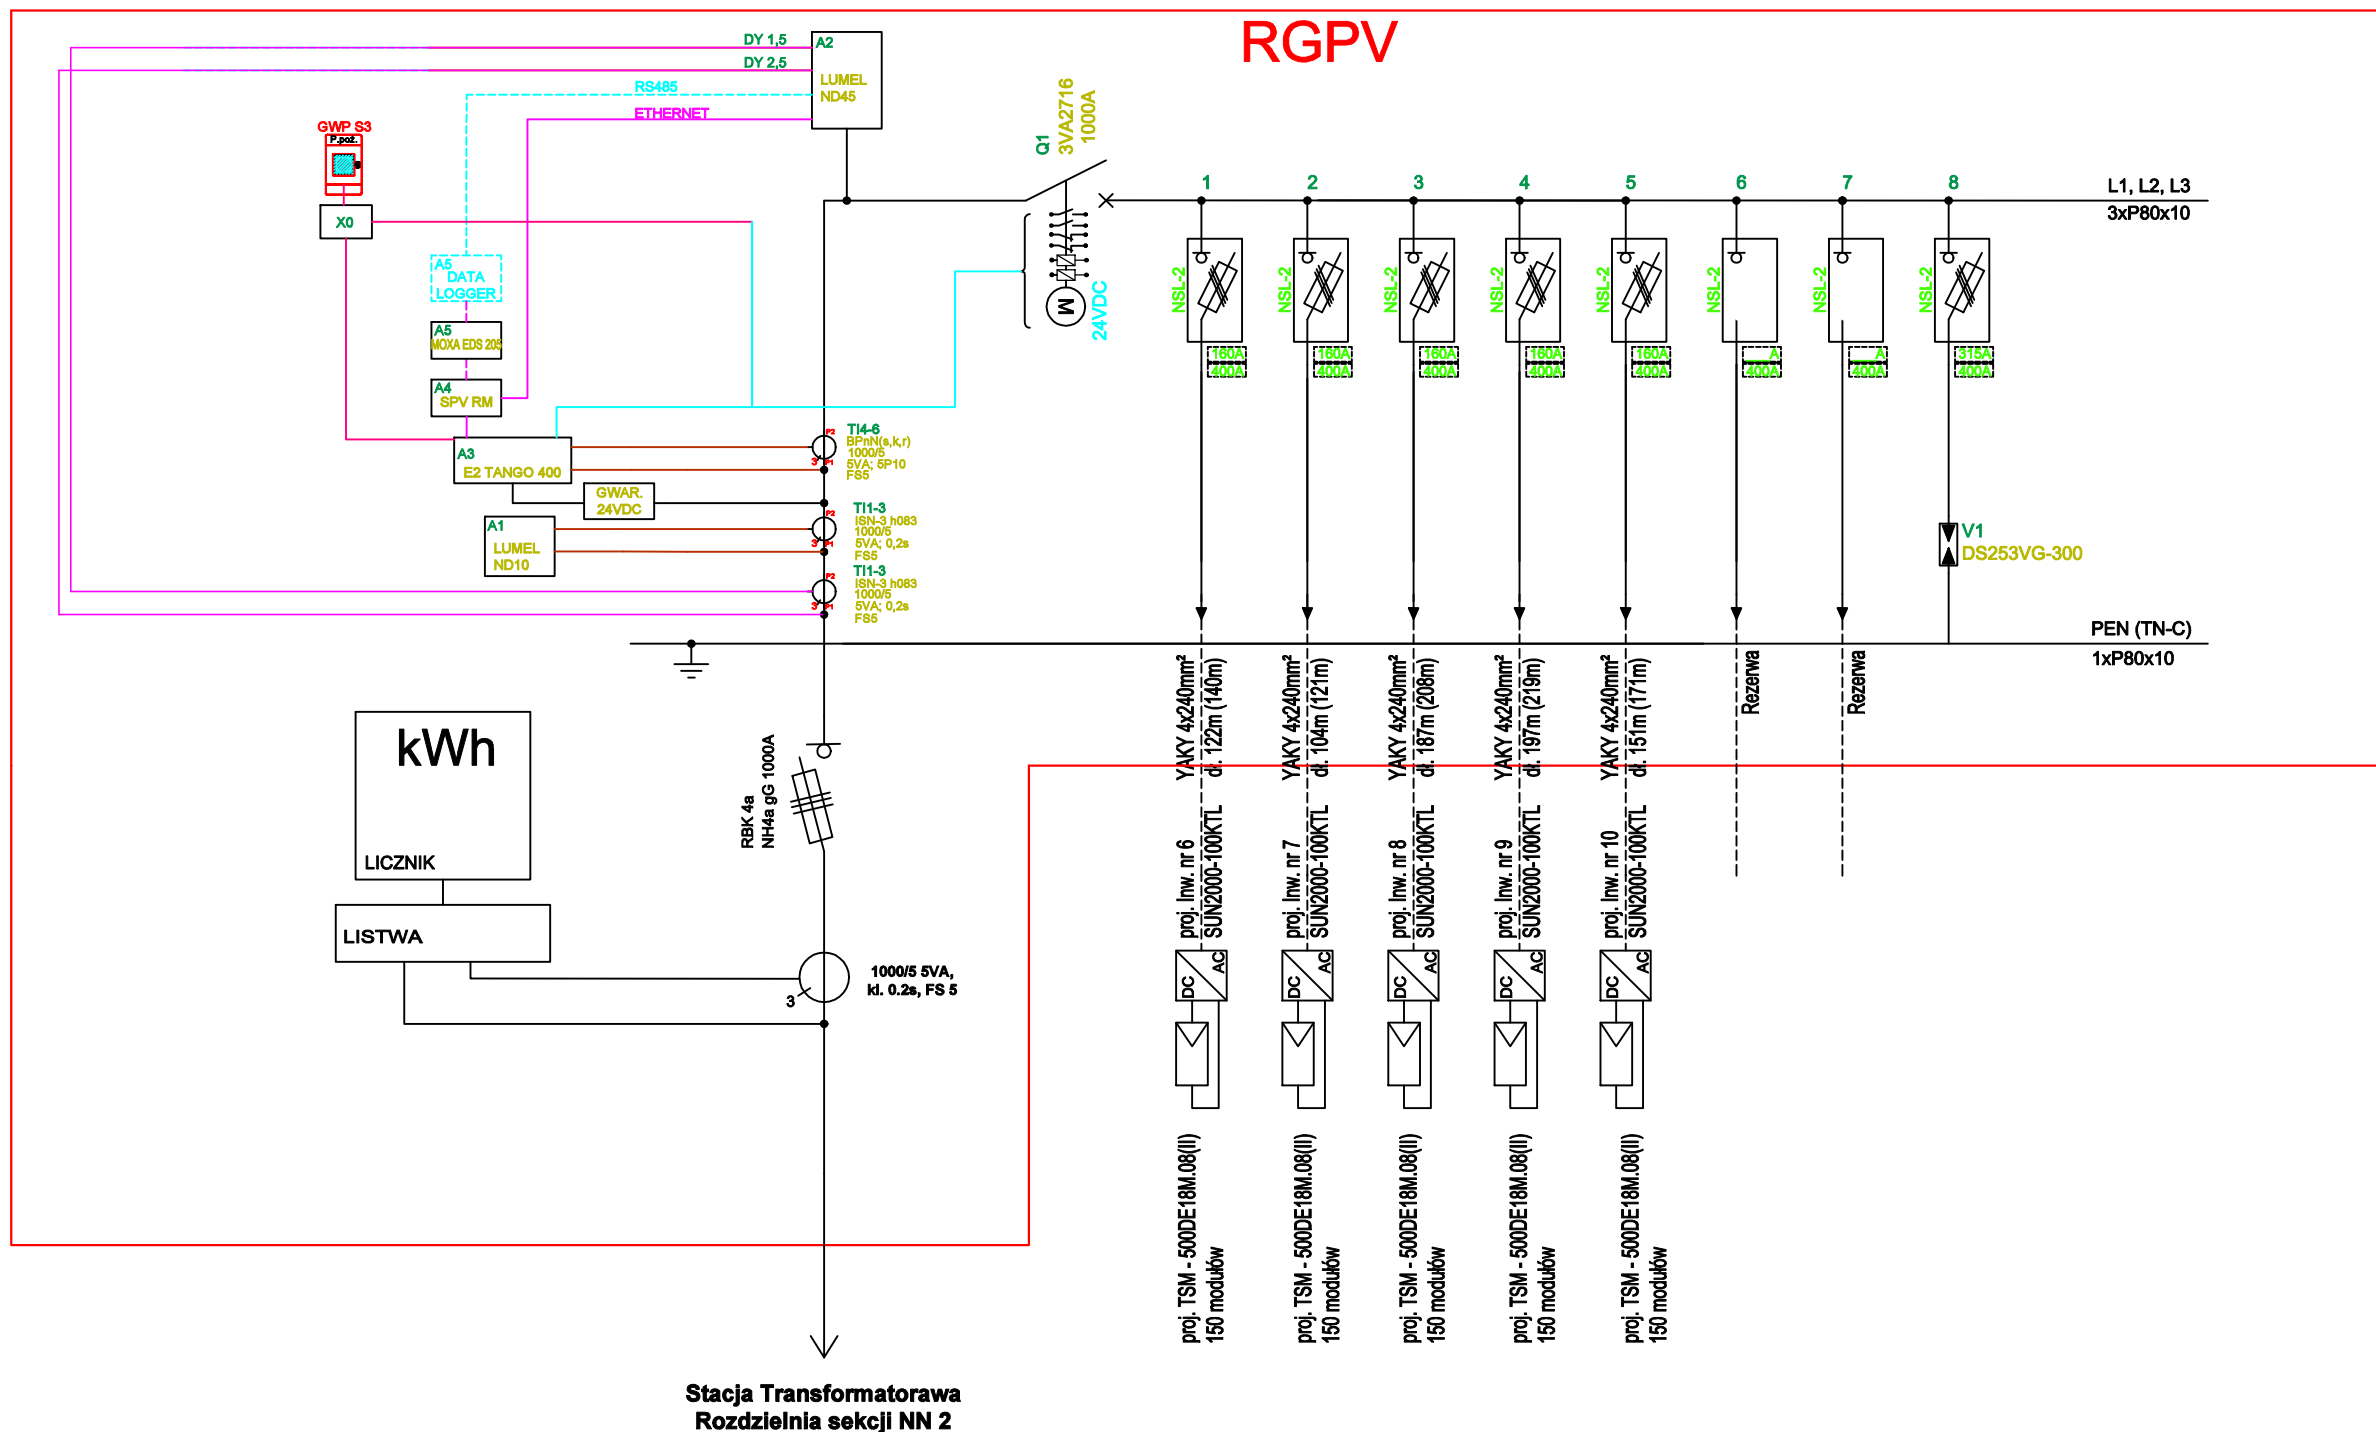 RGPV
DY 1,5
DY 2,5
RS485
ETHERNET
A2
LUMEL
ND45
GWP S3
P.poż.
X0
A5
DATA
LOGGER
A5
MOXA EDS 205
A4
SPV RM
A3
E2 TANGO 400
GWAR.
24VDC
A1
LUMEL
ND10
P2
3
P1
TI4-6
BPnN(s,k,r)
1000/5
5VA; 5P10
FS5
P2
3
P1
TI1-3
ISN-3 h083
1000/5
5VA; 0,2s
FS5
P2
3
P1
TI1-3
ISN-3 h083
1000/5
5VA; 0,2s
FS5
Q1
3VA2716
1000A
M
24VDC
1
2
3
4
5
6
7
8
L1, L2, L3
3xP80x10
NSL-2
NSL-2
NSL-2
NSL-2
NSL-2
NSL-2
NSL-2
NSL-2
160A
400A
160A
400A
160A
400A
160A
400A
160A
400A
___A
400A
___A
400A
315A
400A
V1
DS253VG-300
PEN (TN-C)
1xP80x10
YAKY 4x240mm²
dł. 122m (140m)
YAKY 4x240mm²
dł. 104m (121m)
YAKY 4x240mm²
dł. 187m (208m)
YAKY 4x240mm²
dł. 197m (219m)
YAKY 4x240mm²
dł. 151m (171m)
Rezerwa
Rezerwa
kWh
LICZNIK
LISTWA
RBK 4a
NH4a gG 1000A
3
1000/5 5VA,
kl. 0.2s, FS 5
proj. Inw. nr 6
SUN2000-100KTL
proj. Inw. nr 7
SUN2000-100KTL
proj. Inw. nr 8
SUN2000-100KTL
proj. Inw. nr 9
SUN2000-100KTL
proj. Inw. nr 10
SUN2000-100KTL
DC
AC
DC
AC
DC
AC
DC
AC
DC
AC
proj. TSM - 500DE18M.08(II)
150 modułów
proj. TSM - 500DE18M.08(II)
150 modułów
proj. TSM - 500DE18M.08(II)
150 modułów
proj. TSM - 500DE18M.08(II)
150 modułów
proj. TSM - 500DE18M.08(II)
150 modułów
Stacja Transformatorawa
Rozdzielnia sekcji NN 2